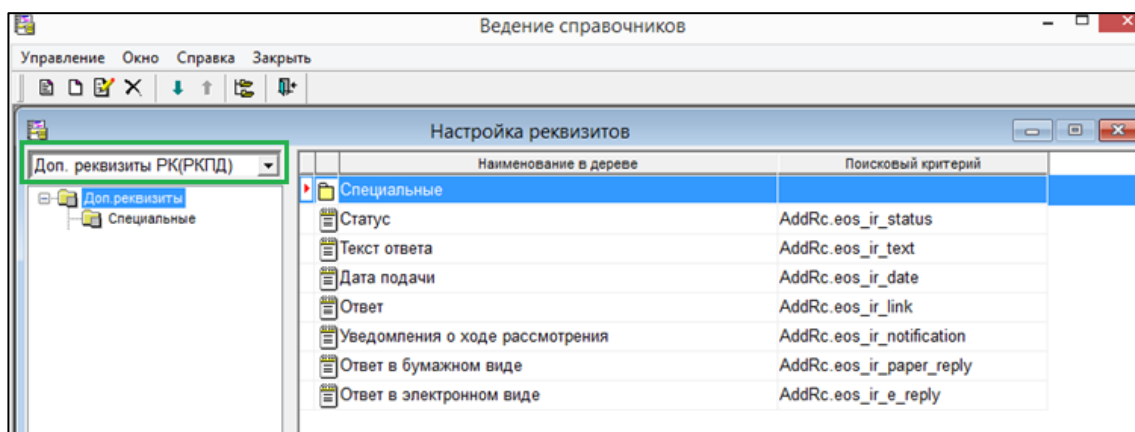 Ведение справочников
Управление Окно Справка Закрыть
Настройка реквизитов
Доп. реквизиты РК(РКПД)
Доп.реквизиты
Специальные
Наименование в дереве Поисковый критерий
Специальные
Статус AddRc.eos_ir_status
Текст ответа AddRc.eos_ir_text
Дата подачи AddRc.eos_ir_date
Ответ AddRc.eos_ir_link
Уведомления о ходе рассмотрения AddRc.eos_ir_notification
Ответ в бумажном виде AddRc.eos_ir_paper_reply
Ответ в электронном виде AddRc.eos_ir_e_reply